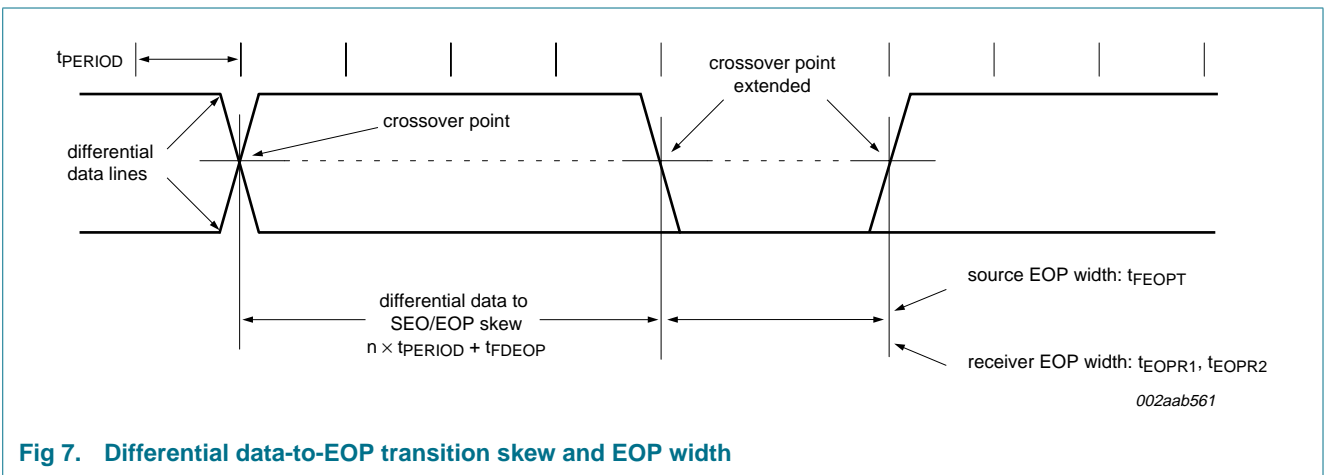 tPERIOD
crossover point
extended
crossover point
differential
data lines
differential data to
SEO/EOP skew
n × tPERIOD + tFDEOP
source EOP width: tFEOPT
receiver EOP width: tEOPR1, tEOPR2
002aab561
Fig 7. Differential data-to-EOP transition skew and EOP width